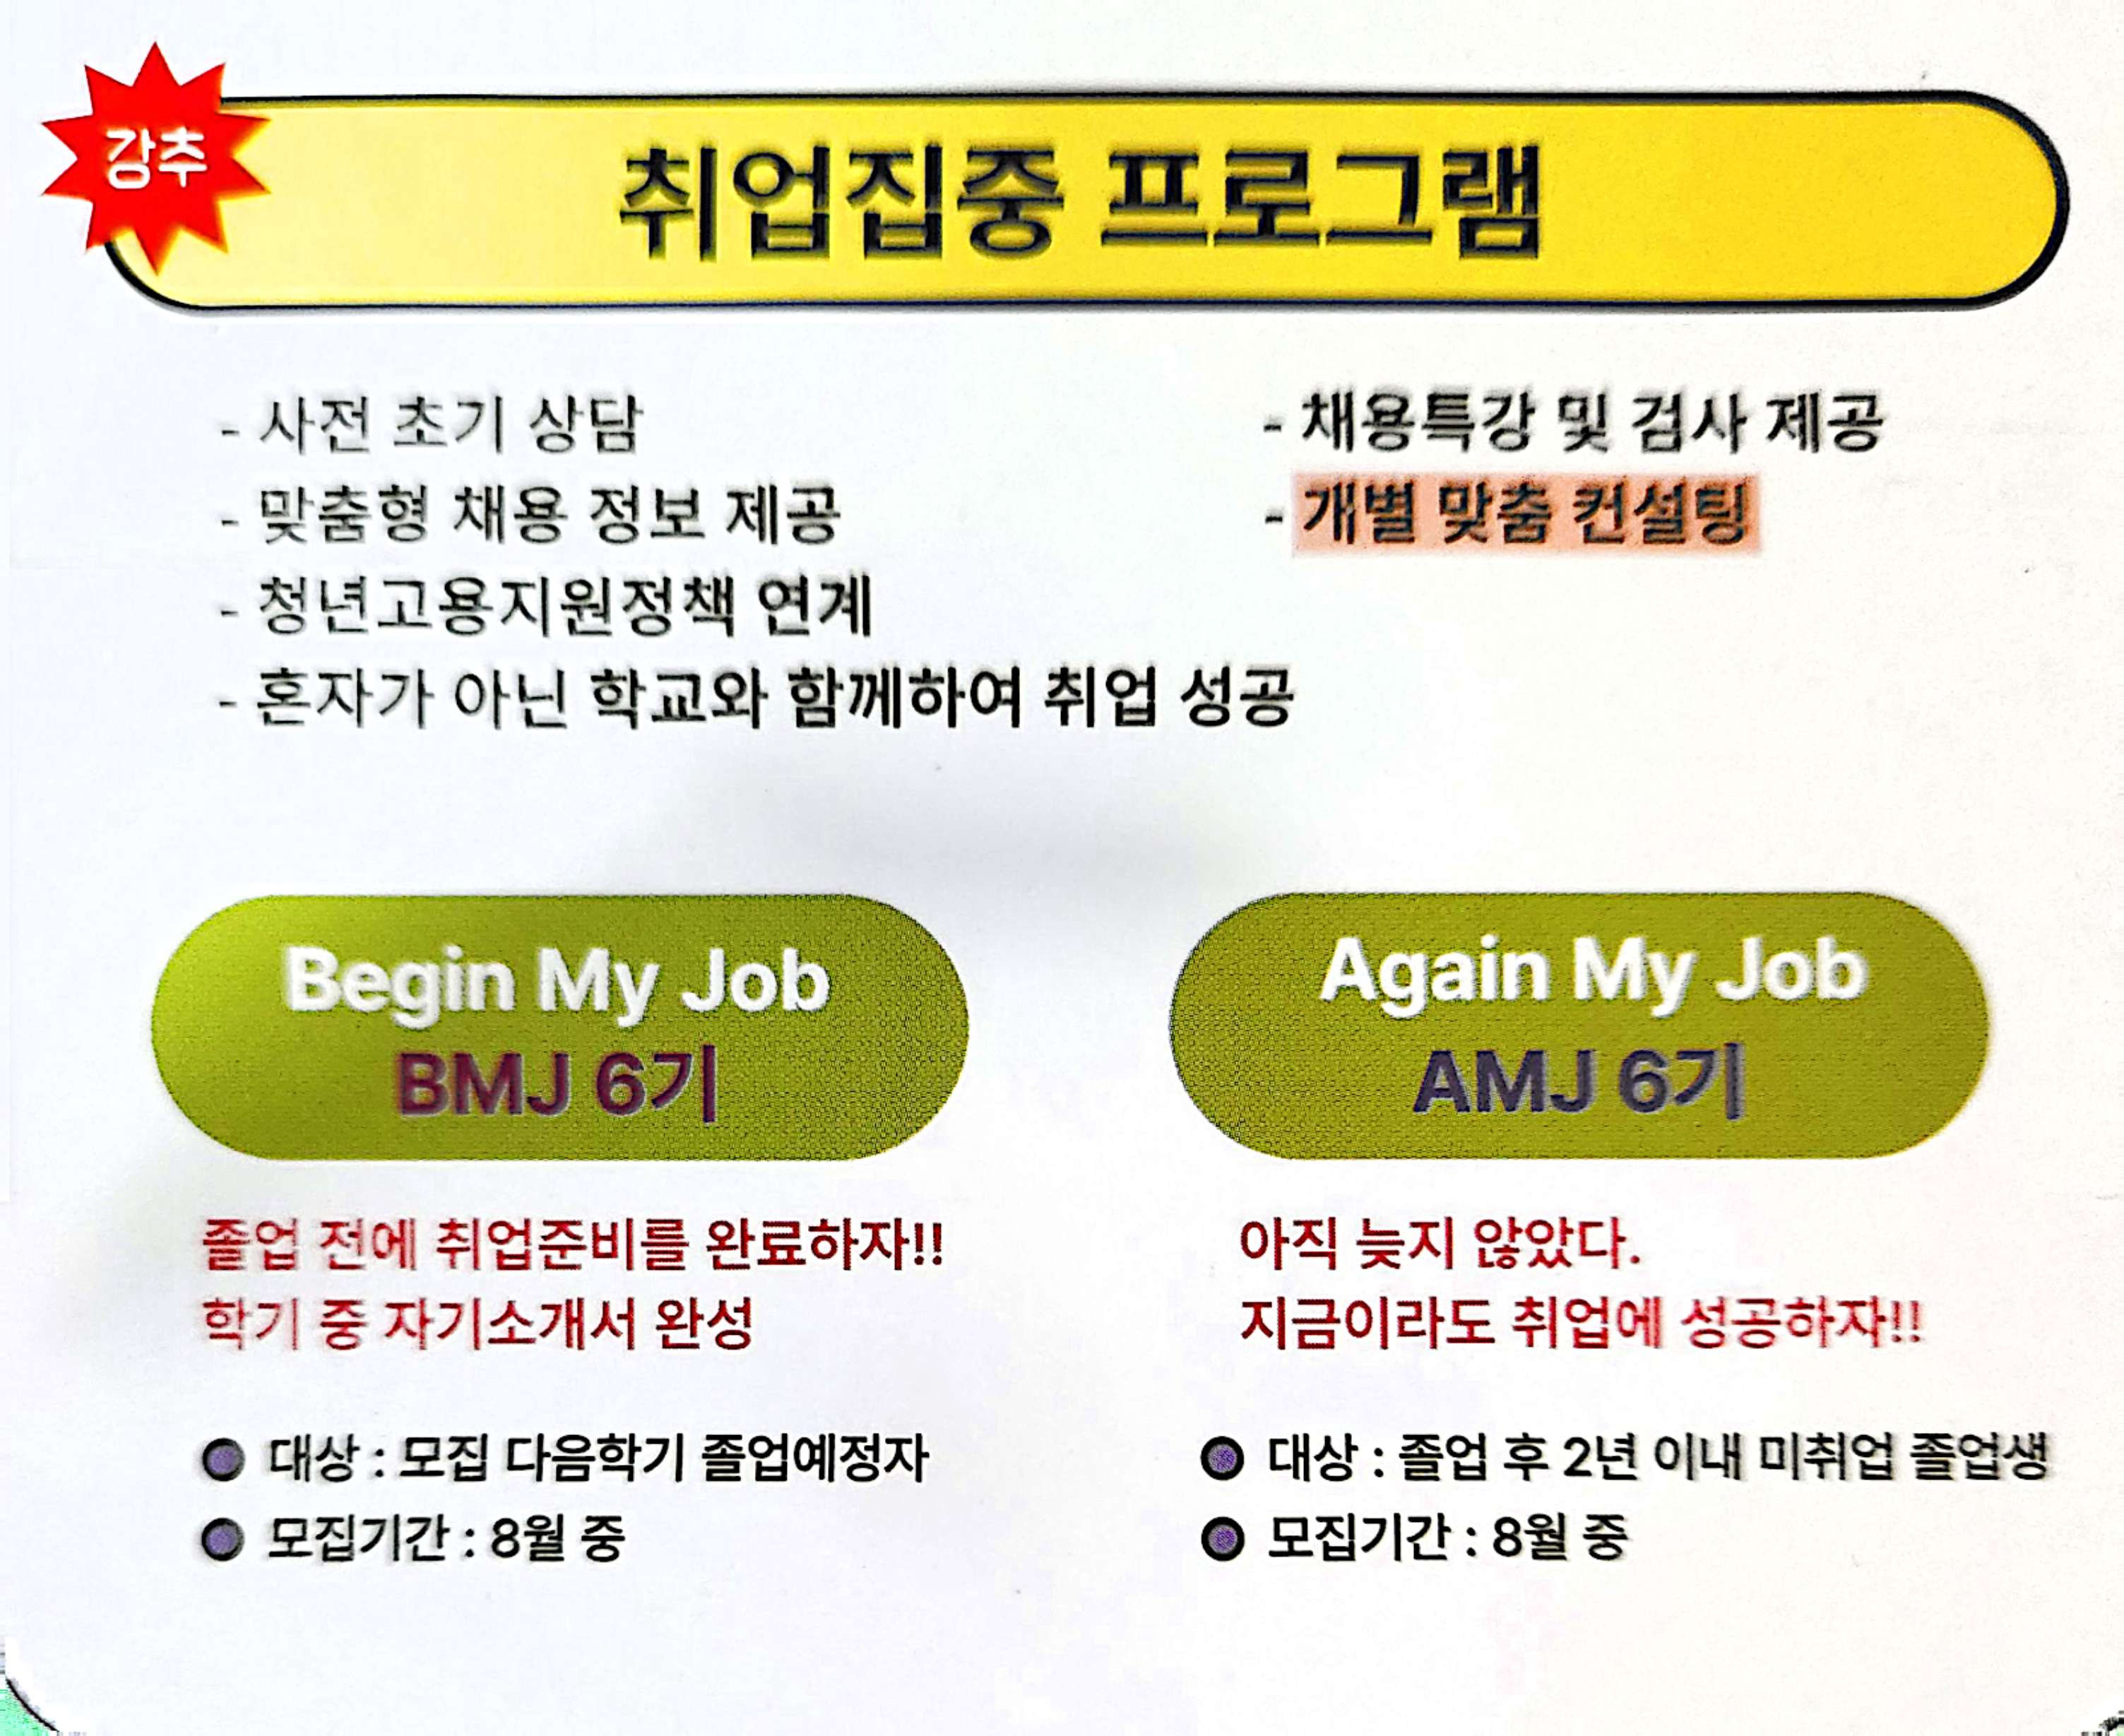 강추
취업집중 프로그램
- 사전 초기 상담
- 맞춤형 채용 정보 제공
- 청년고용지원정책 연계
- 혼자가 아닌 학교와 함께하여 취업 성공
- 채용특강 및 검사 제공
- 개별 맞춤 컨설팅
Begin My Job
BMJ 6기
졸업 전에 취업준비를 완료하자!!
학기 중 자기소개서 완성
대상 : 모집 다음학기 졸업예정자
모집기간 : 8월 중
Again My Job
AMJ 6기
아직 늦지 않았다.
지금이라도 취업에 성공하자!!
대상 : 졸업 후 2년 이내 미취업 졸업생
모집기간 : 8월 중